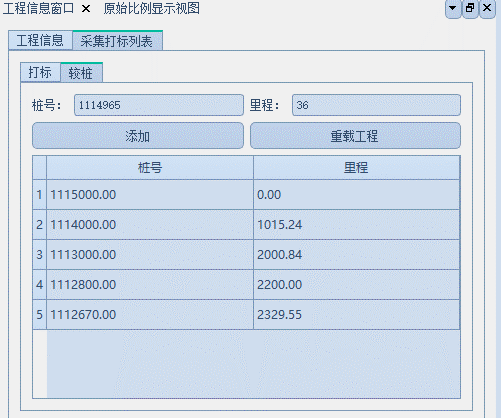 工程信息窗口 × 原始比例显示视图
工程信息 采集打标列表
打标 较桩
桩号： 1114965 里程： 36
添加 重载工程
桩号 里程
1 1115000.00 0.00
2 1114000.00 1015.24
3 1113000.00 2000.84
4 1112800.00 2200.00
5 1112670.00 2329.55